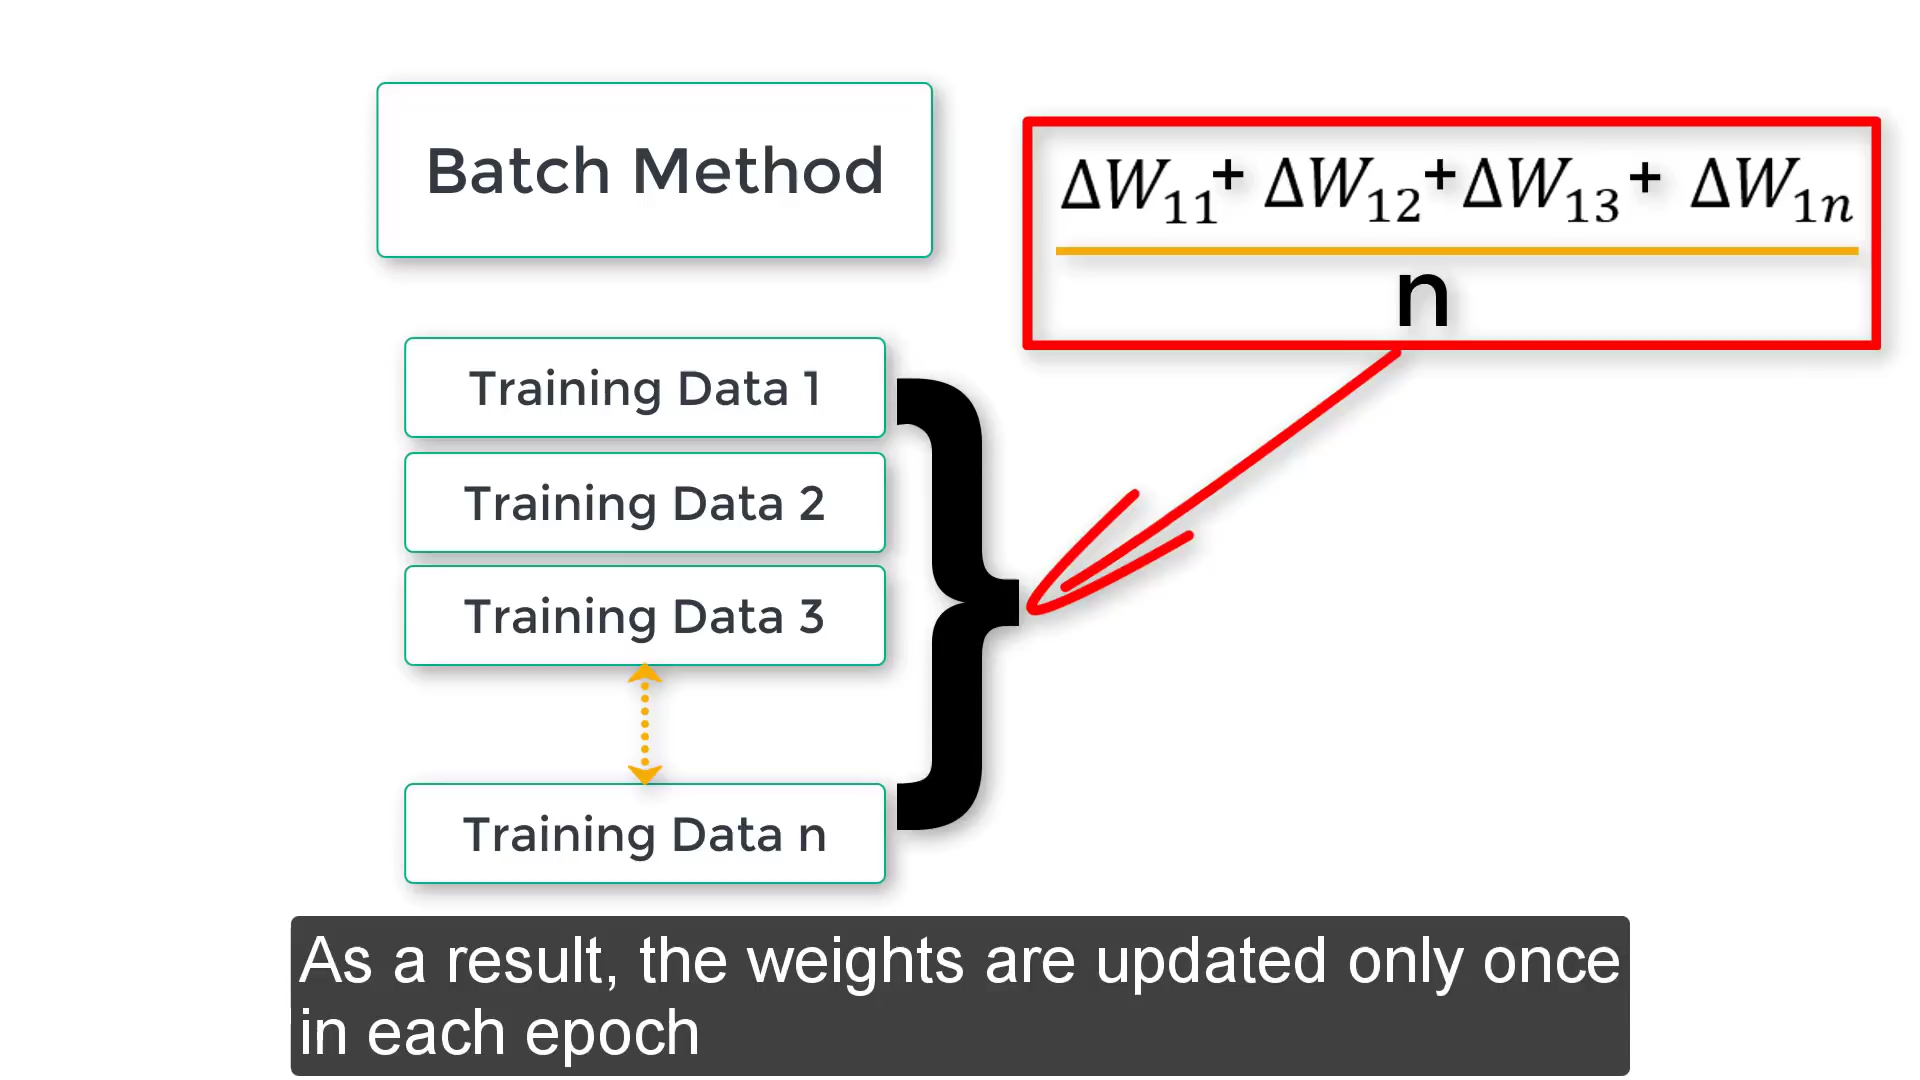 Batch Method
ΔW₁₁+ ΔW₁₂+ΔW₁₃+ ΔW₁ₙ
n
Training Data 1
Training Data 2
Training Data 3
Training Data n
As a result, the weights are updated only once
in each epoch